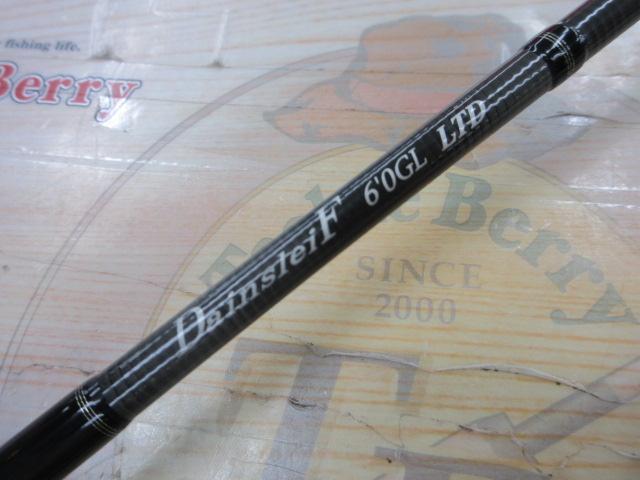 fishing life.
Berry
DainsleiF 6'0GL LTD
Berry
SINCE
2000